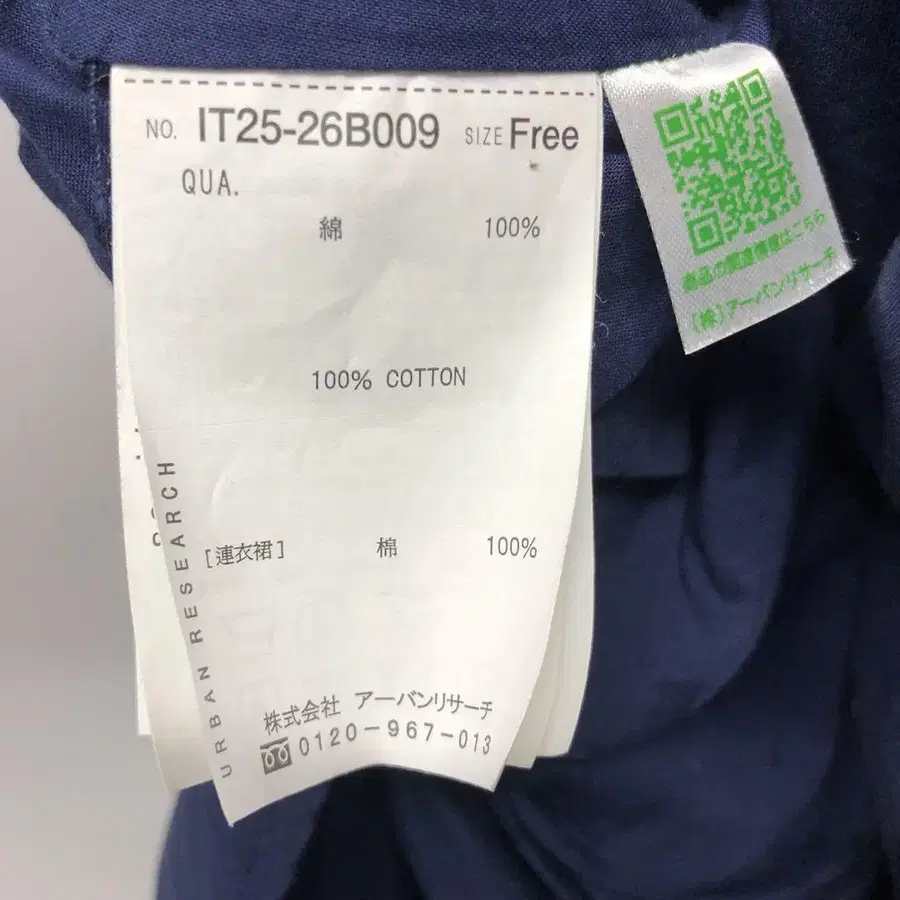 NO. IT25-26B009 SIZE Free
QUA.
綿 100%
100% COTTON
[連衣裙] 棉 100%
URBAN RESEARCH
株式会社 アーバンリサーチ
0120-967-013
商品の関連情報はこちら
(株)アーバンリサーチ